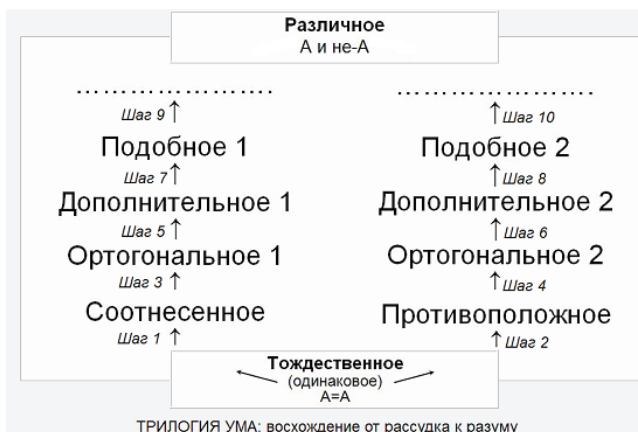 Различное
А и не-А
………………….
………………….
Шаг 9
Шаг 10
Подобное 1
Подобное 2
Шаг 7
Шаг 8
Дополнительное 1
Дополнительное 2
Шаг 5
Шаг 6
Ортогональное 1
Ортогональное 2
Шаг 3
Шаг 4
Соотнесенное
Противоположное
Шаг 1
Шаг 2
Тождественное
(одинаковое)
А=А
ТРИЛОГИЯ УМА: восхождение от рассудка к разуму